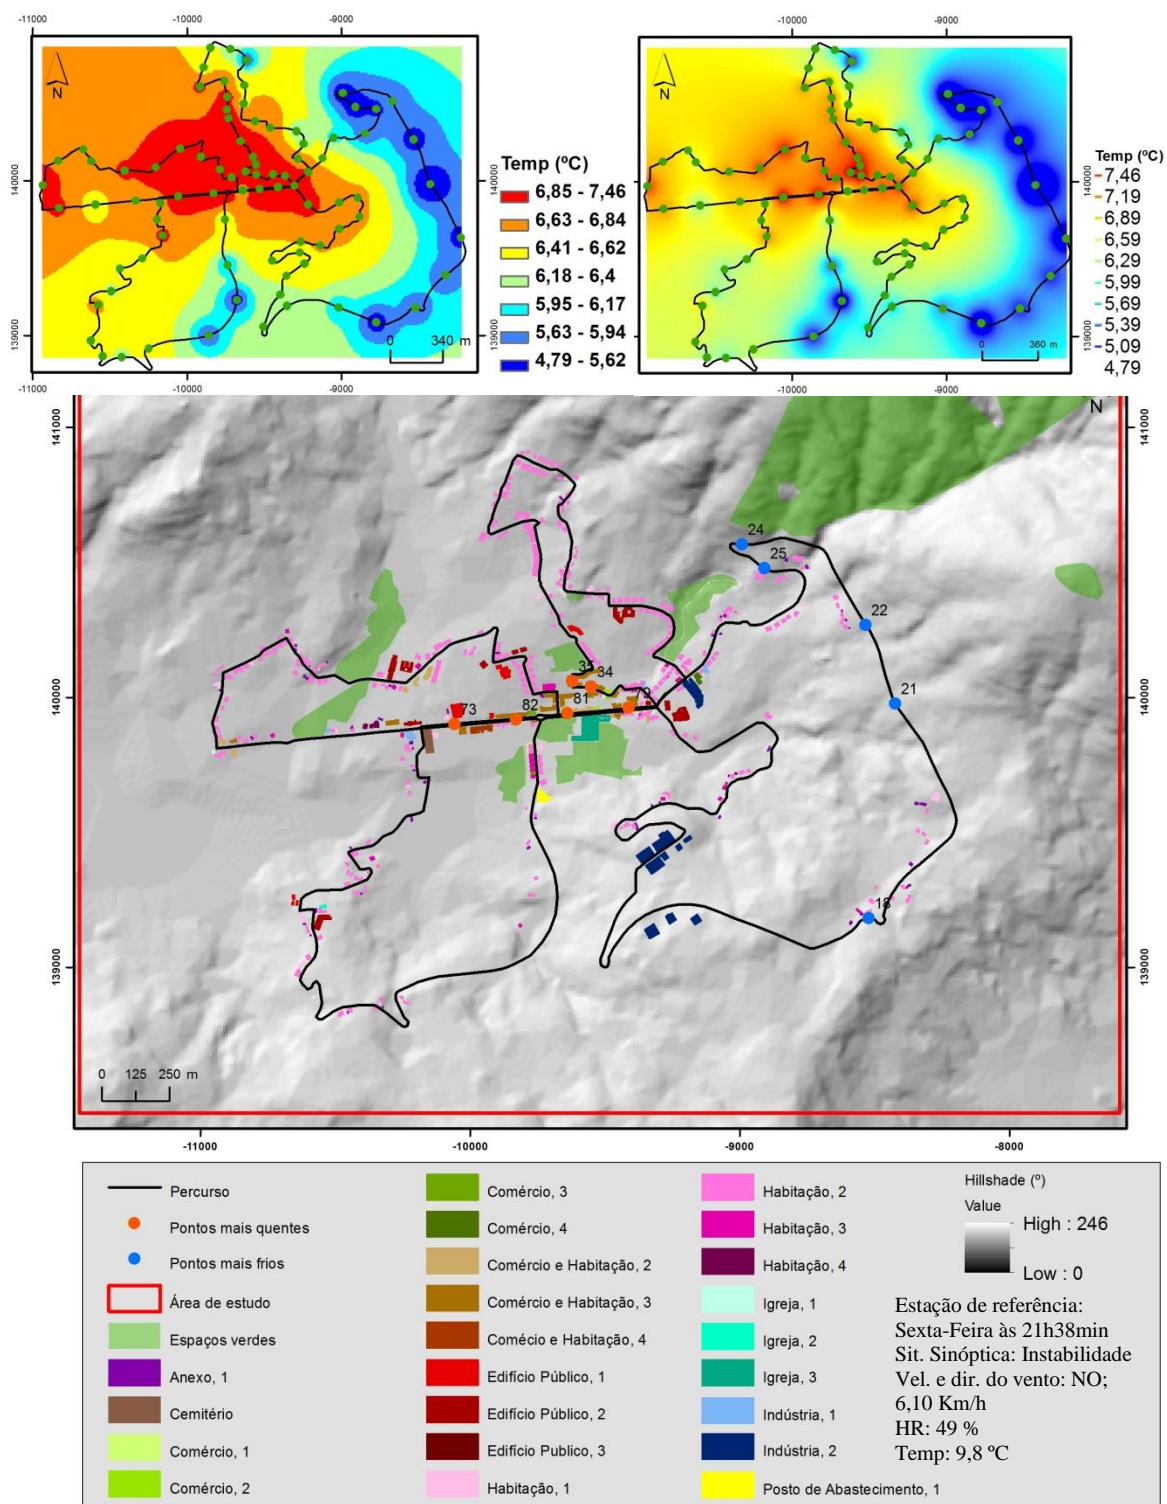 -10000
-9000
141000
140000
139000
N
-11000
-10000
-9000
0 340 m
Temp (ºC)
6,85 - 7,46
6,63 - 6,84
6,41 - 6,62
6,18 - 6,4
5,95 - 6,17
5,63 - 5,94
4,79 - 5,62
-10000
-9000
141000
140000
139000
N
-10000
-9000
0 360 m
Temp (ºC)
7,46
7,19
6,89
6,59
6,29
5,99
5,69
5,39
5,09
4,79
N
141000
141000
24
25
22
35
34
21
140000
140000
73
82
81
18
139000
139000
0 125 250 m
-11000
-10000
-9000
-8000
Percurso
Pontos mais quentes
Pontos mais frios
Área de estudo
Espaços verdes
Anexo, 1
Cemitério
Comércio, 1
Comércio, 2
Comércio, 3
Comércio, 4
Comércio e Habitação, 2
Comércio e Habitação, 3
Comécio e Habitação, 4
Edifício Público, 1
Edifício Público, 2
Edifício Publico, 3
Habitação, 1
Habitação, 2
Habitação, 3
Habitação, 4
Igreja, 1
Igreja, 2
Igreja, 3
Indústria, 1
Indústria, 2
Posto de Abastecimento, 1
Hillshade (º)
Value
High : 246
Low : 0
Estação de referência:
Sexta-Feira às 21h38min
Sit. Sinóptica: Instabilidade
Vel. e dir. do vento: NO;
6,10 Km/h
HR: 49 %
Temp: 9,8 ºC